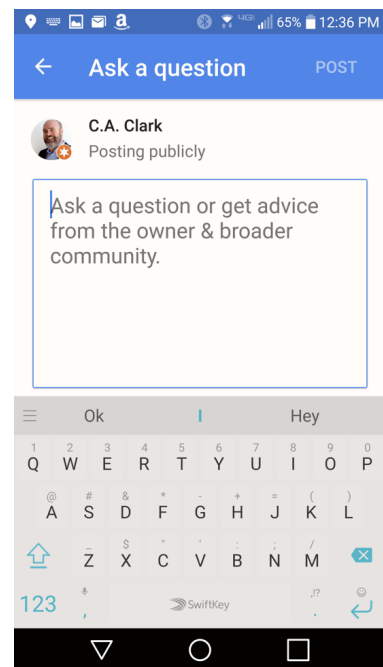 a 4G 65% 12:36 PM
Ask a question POST
C.A. Clark
Posting publicly
Ask a question or get advice
from the owner & broader
community.
Ok I Hey
1 2 3 4 5 6 7 8 9 0
Q W E R T Y U I O P
@ # & * - + = ( )
A S D F G H J K L
_ $ " ' : ; /
Z X C V B N M
123 , SwiftKey ,!? .